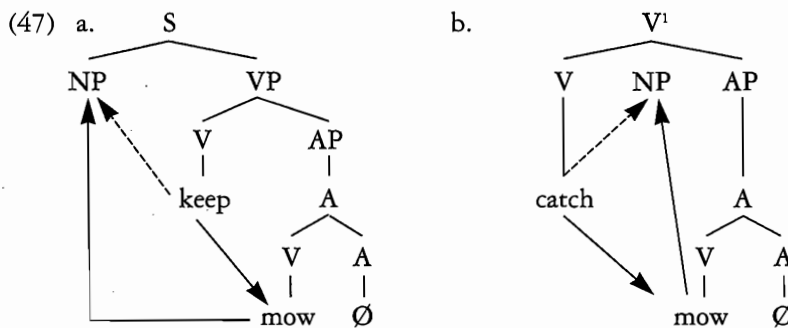 (47) a. S b. V¹
NP VP V NP AP
V AP
keep A catch A
V A V A
mow Ø mow Ø